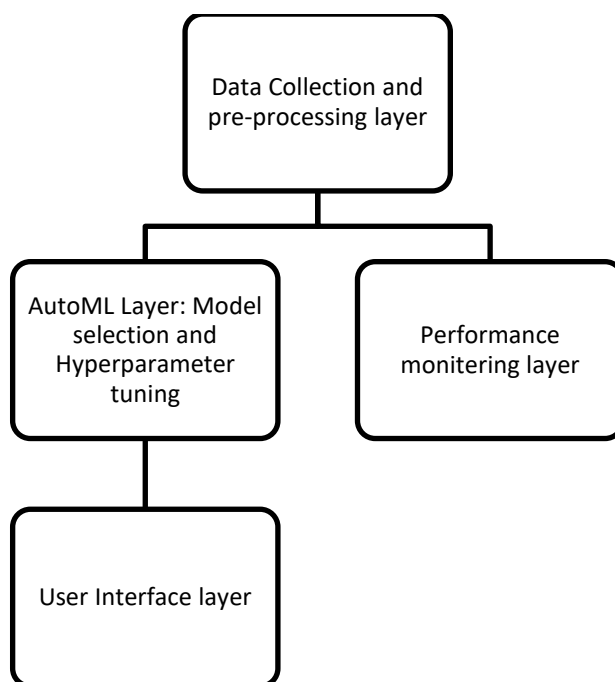 Data Collection and
pre-processing layer
AutoML Layer: Model
selection and
Hyperparameter
tuning
Performance
monitering layer
User Interface layer